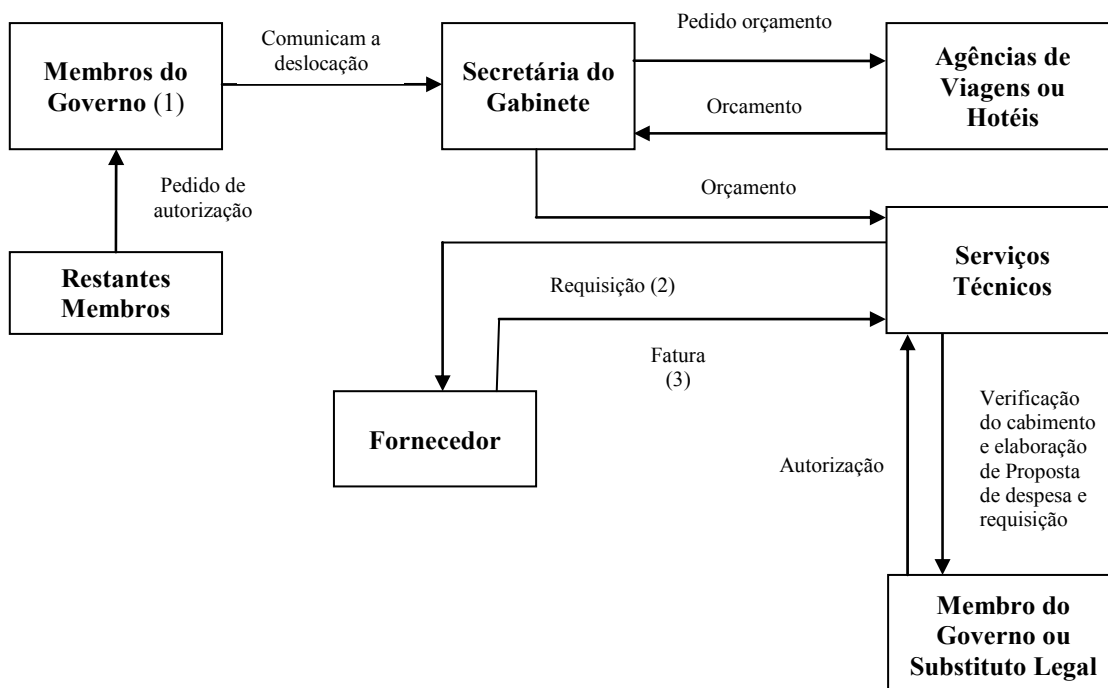 Pedido orçamento
Comunicam a
deslocação
Membros do
Governo (1)
Secretária do
Gabinete
Agências de
Viagens ou
Hotéis
Orcamento
Pedido de
autorização
Orçamento
Restantes
Membros
Serviços
Técnicos
Requisição (2)
Fatura
(3)
Fornecedor
Verificação
do cabimento
e elaboração
de Proposta
de despesa e
requisição
Autorização
Membro do
Governo ou
Substituto Legal